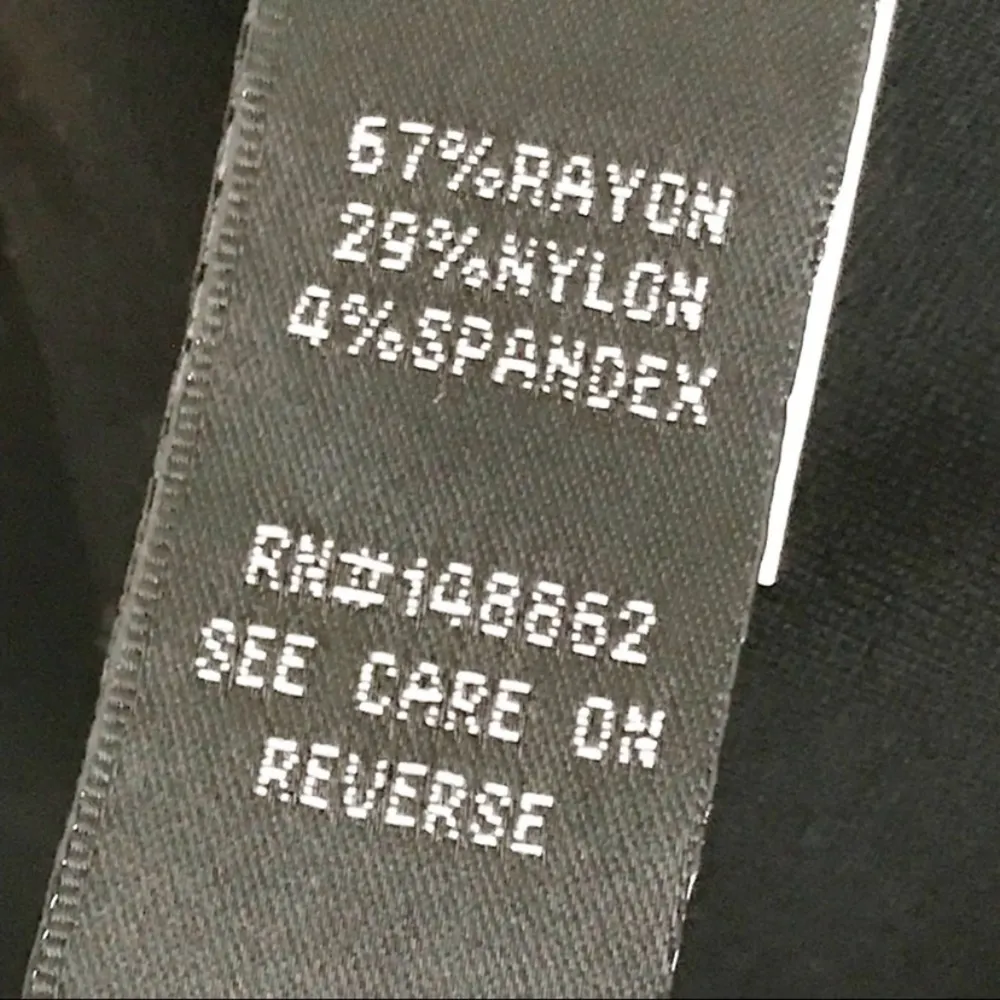 67%RAYON
29%NYLON
4%SPANDEX
RN#148862
SEE CARE ON
REVERSE